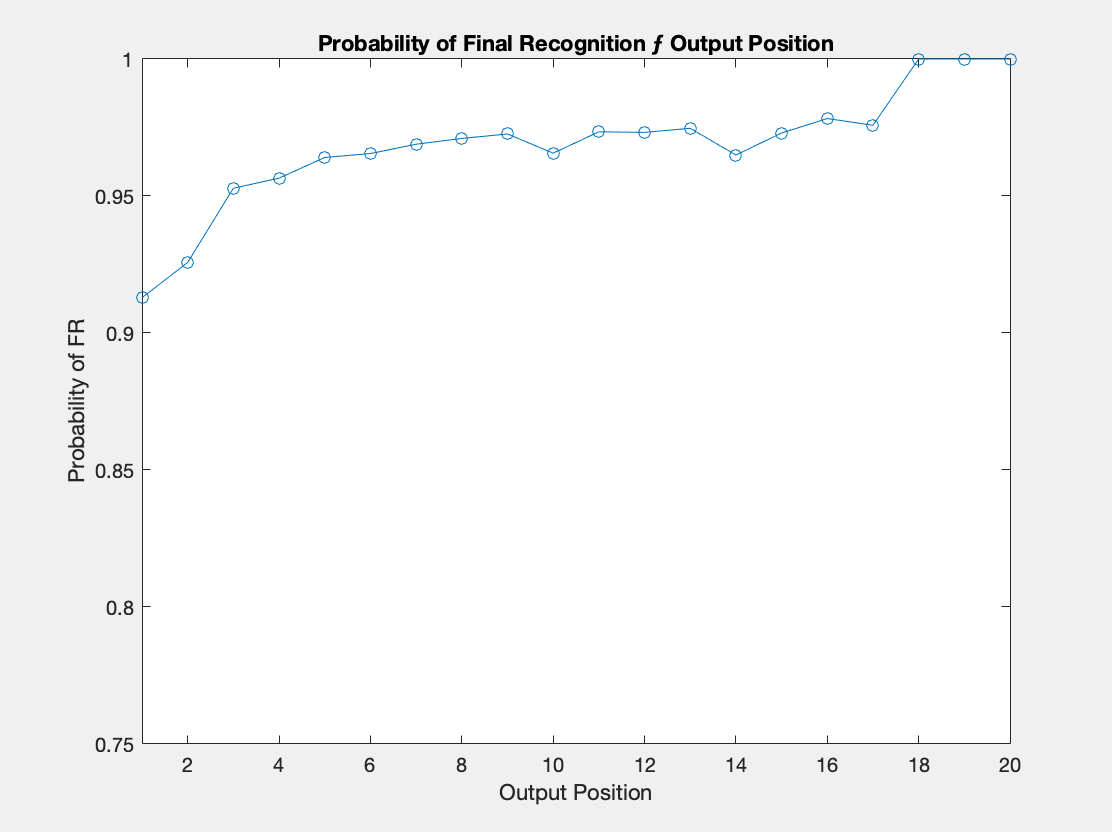 Probability of Final Recognition ƒ Output Position
1
0.95
0.9
0.85
0.8
0.75
Probability of FR
2 4 6 8 10 12 14 16 18 20
Output Position